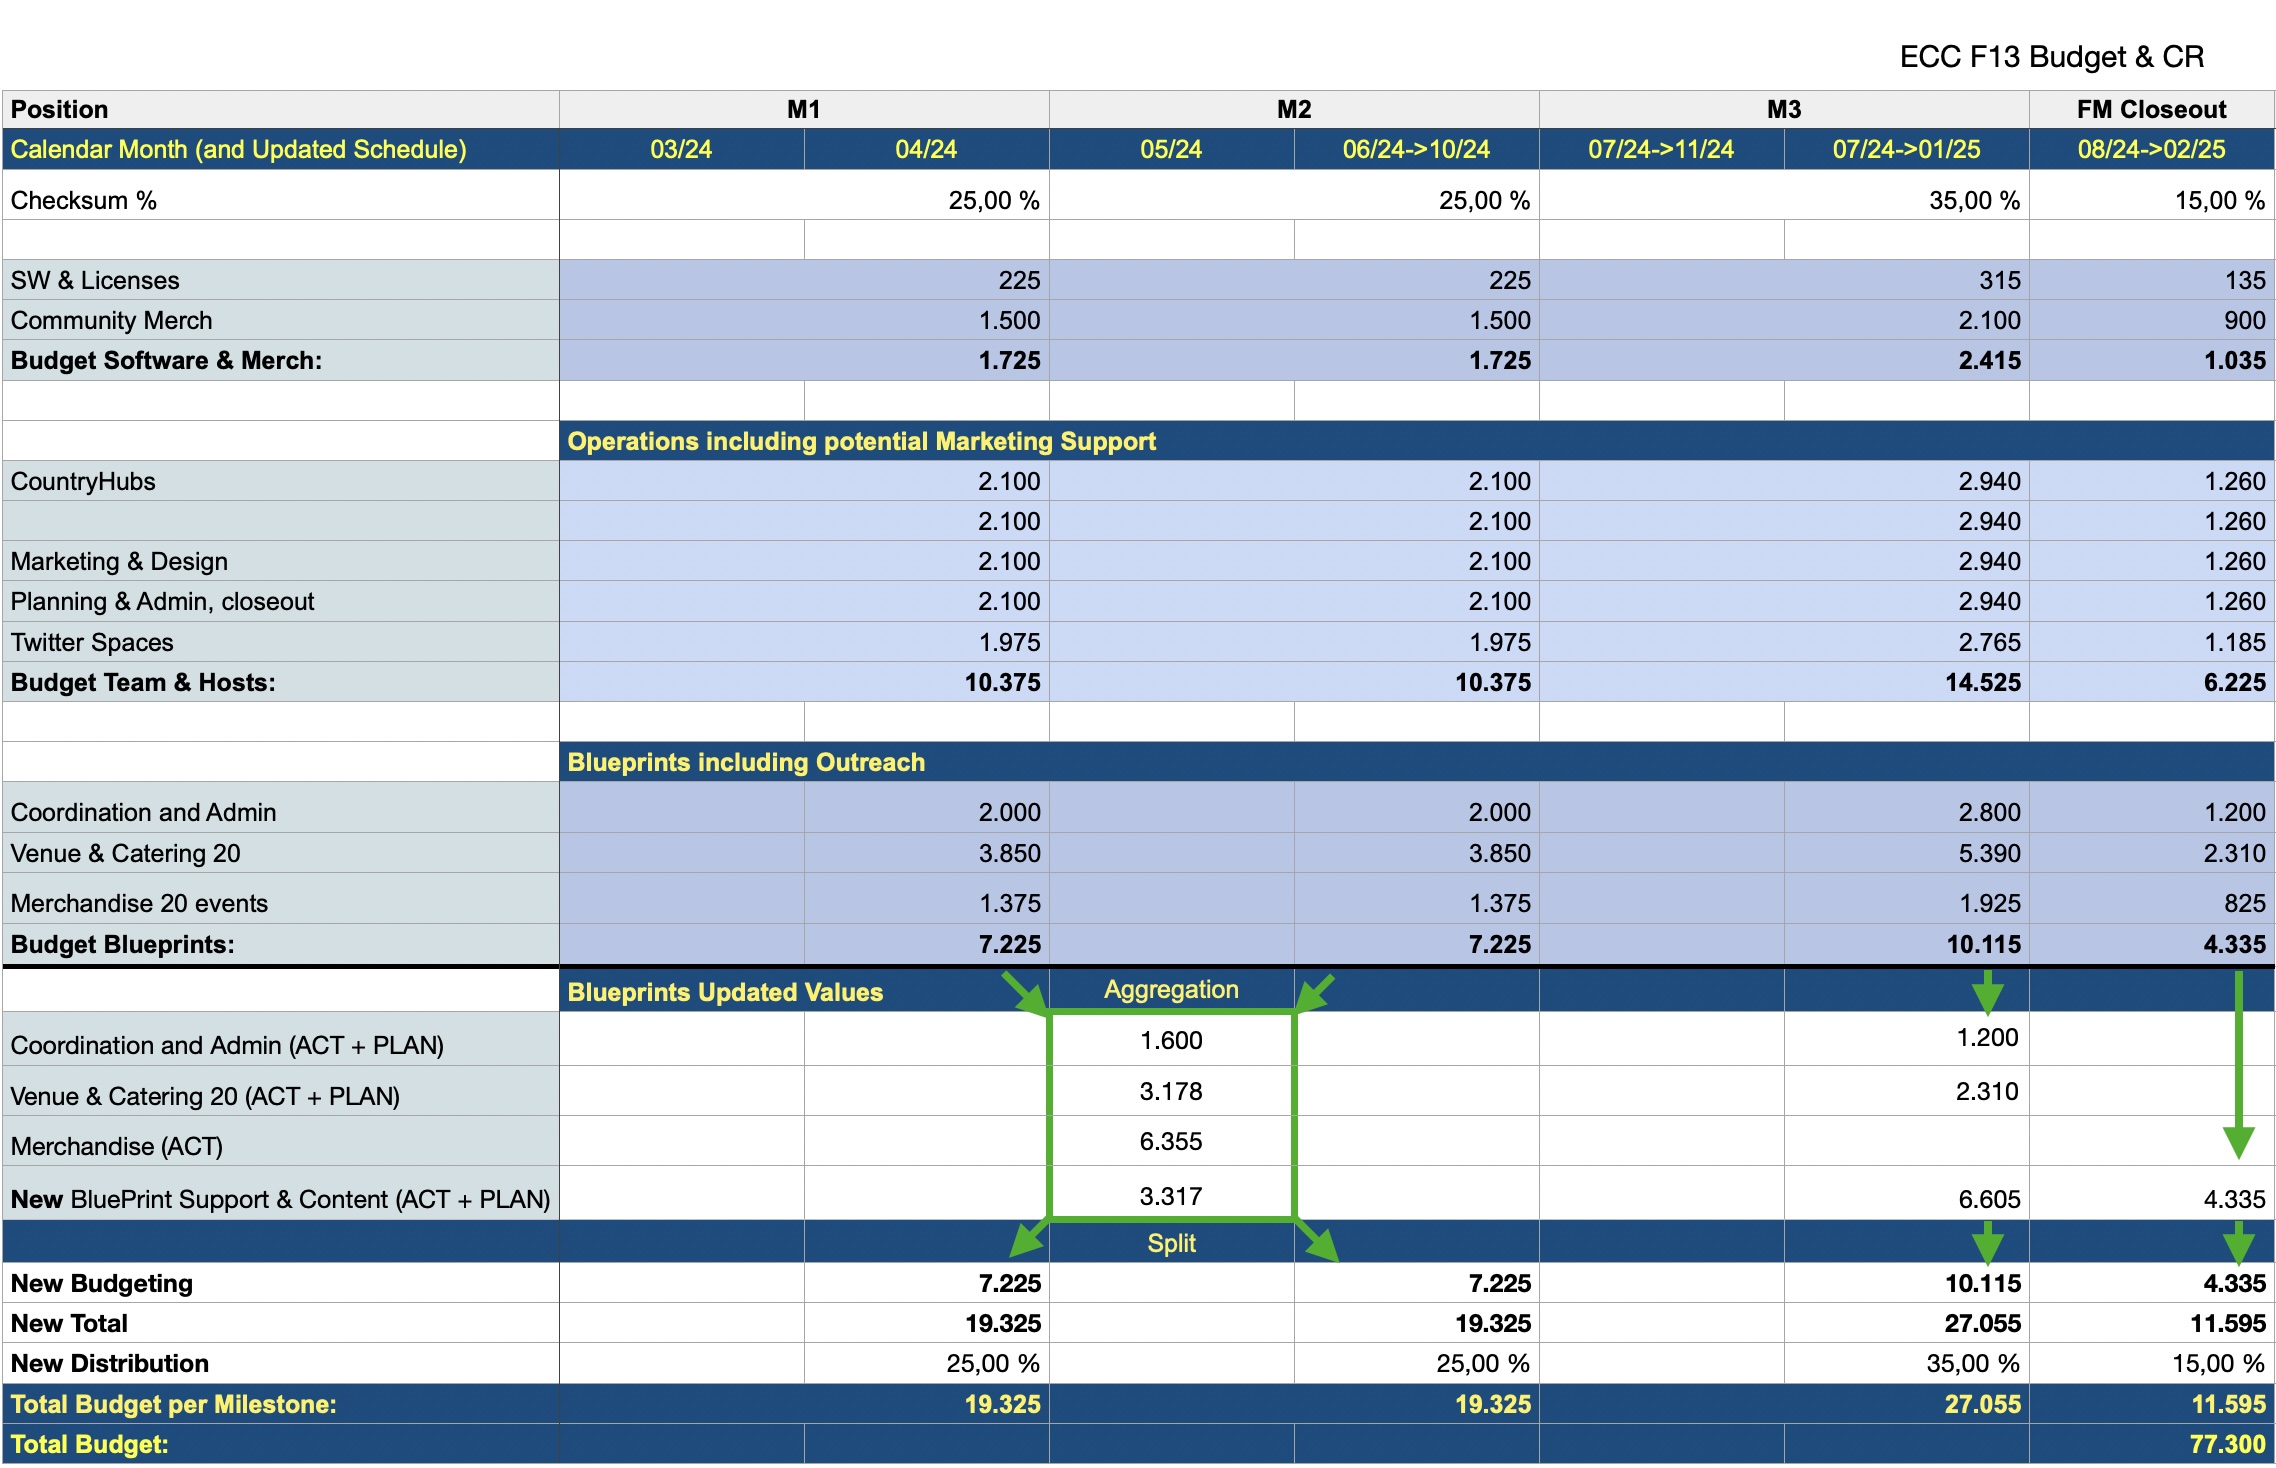 ECC F13 Budget & CR
Position M1 M2 M3 FM Closeout
Calendar Month (and Updated Schedule) 03/24 04/24 05/24 06/24->10/24 07/24->11/24 07/24->01/25 08/24->02/25
Checksum % 25,00 % 25,00 % 35,00 % 15,00 %
SW & Licenses 225 225 315 135
Community Merch 1.500 1.500 2.100 900
Budget Software & Merch: 1.725 1.725 2.415 1.035
Operations including potential Marketing Support
CountryHubs 2.100 2.100 2.940 1.260
2.100 2.100 2.940 1.260
Marketing & Design 2.100 2.100 2.940 1.260
Planning & Admin, closeout 2.100 2.100 2.940 1.260
Twitter Spaces 1.975 1.975 2.765 1.185
Budget Team & Hosts: 10.375 10.375 14.525 6.225
Blueprints including Outreach
Coordination and Admin 2.000 2.000 2.800 1.200
Venue & Catering 20 3.850 3.850 5.390 2.310
Merchandise 20 events 1.375 1.375 1.925 825
Budget Blueprints: 7.225 7.225 10.115 4.335
Blueprints Updated Values Aggregation
Coordination and Admin (ACT + PLAN) 1.600 1.200
Venue & Catering 20 (ACT + PLAN) 3.178 2.310
Merchandise (ACT) 6.355
New BluePrint Support & Content (ACT + PLAN) 3.317 6.605 4.335
Split
New Budgeting 7.225 7.225 10.115 4.335
New Total 19.325 19.325 27.055 11.595
New Distribution 25,00 % 25,00 % 35,00 % 15,00 %
Total Budget per Milestone: 19.325 19.325 27.055 11.595
Total Budget: 77.300